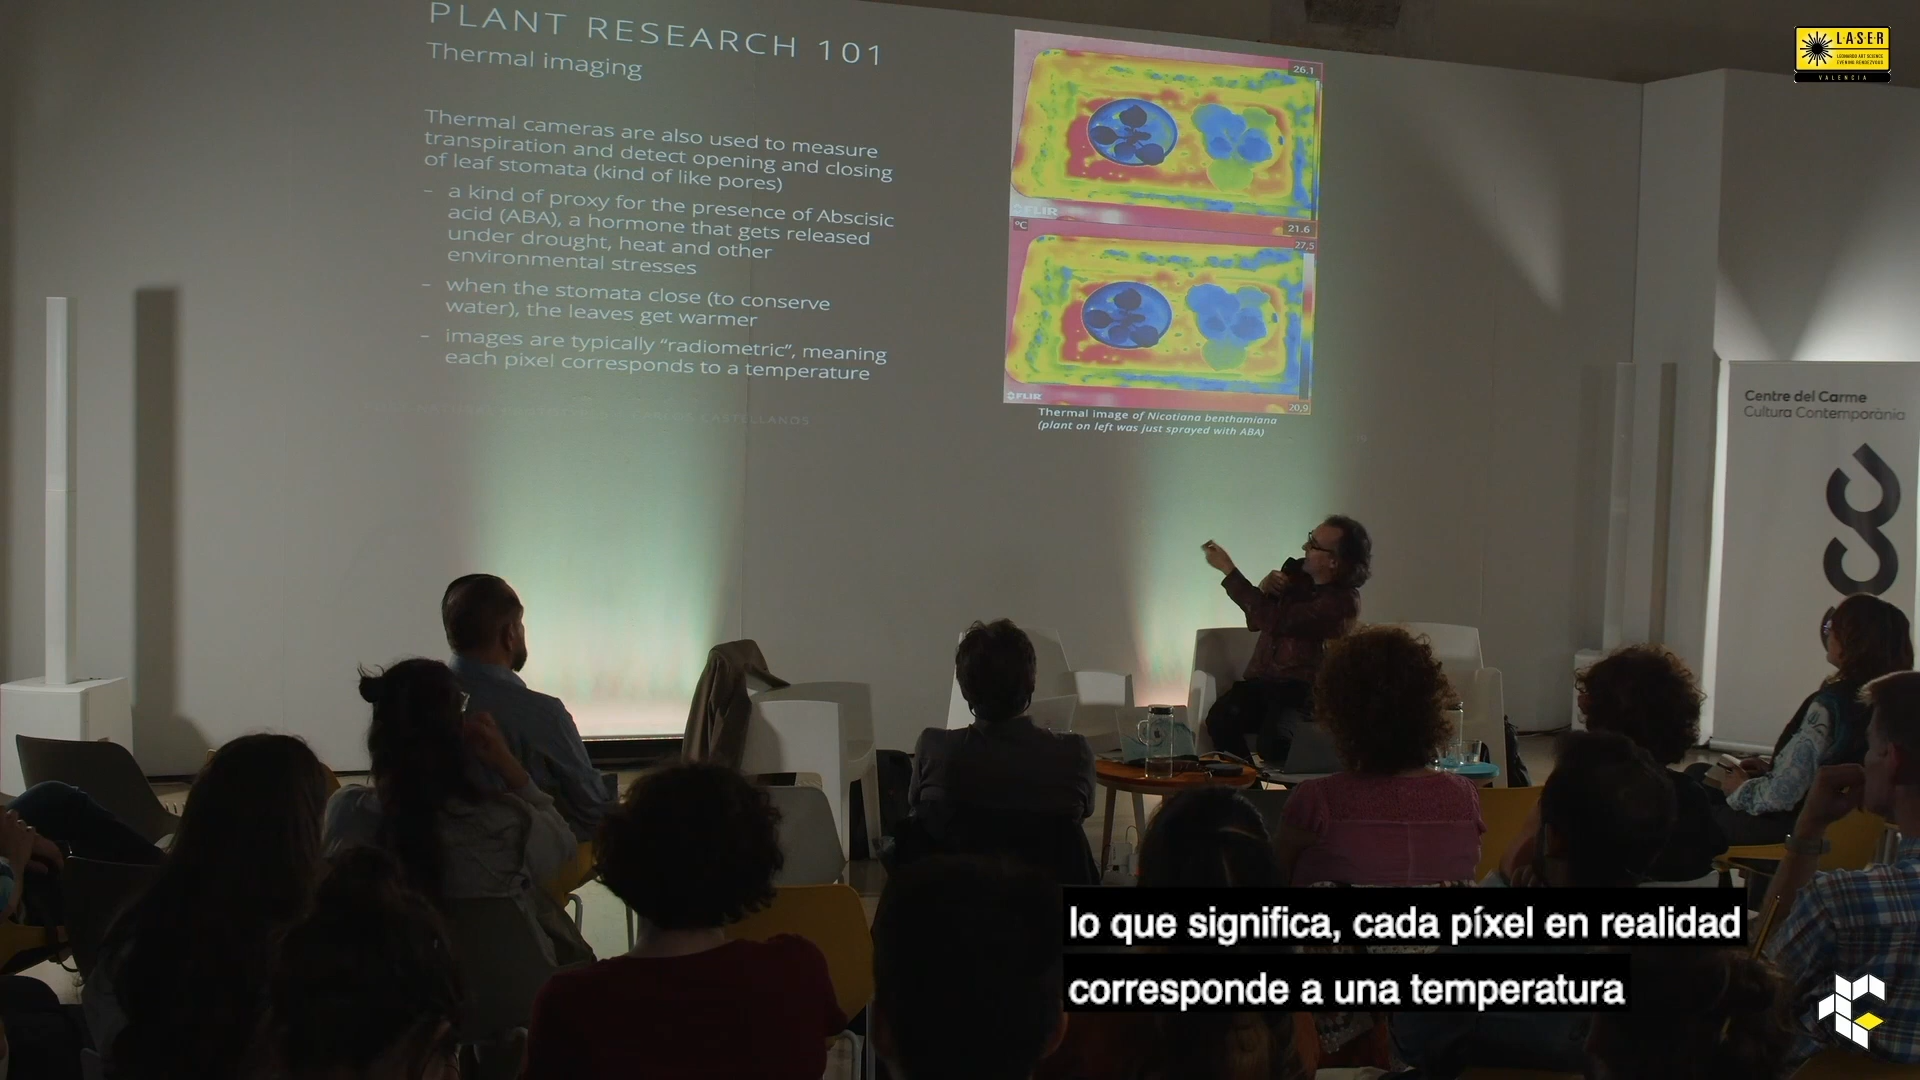 PLANT RESEARCH 101
Thermal imaging
Thermal cameras are also used to measure
transpiration and detect opening and closing
of leaf stomata (kind of like pores)
- a kind of proxy for the presence of Abscisic
acid (ABA), a hormone that gets released
under drought, heat and other
environmental stresses
- when the stomata close (to conserve
water), the leaves get warmer
- images are typically “radiometric”, meaning
each pixel corresponds to a temperature
26.1
FLIR
21.6
°C
27,5
FLIR
20,9
Thermal image of Nicotiana benthamiana
(plant on left was just sprayed with ABA)
LASER
LEONARDO ART SCIENCE
EVENING RENDEZVOUS
VALENCIA
Centre del Carme
Cultura Contemporània
lo que significa, cada píxel en realidad
corresponde a una temperatura